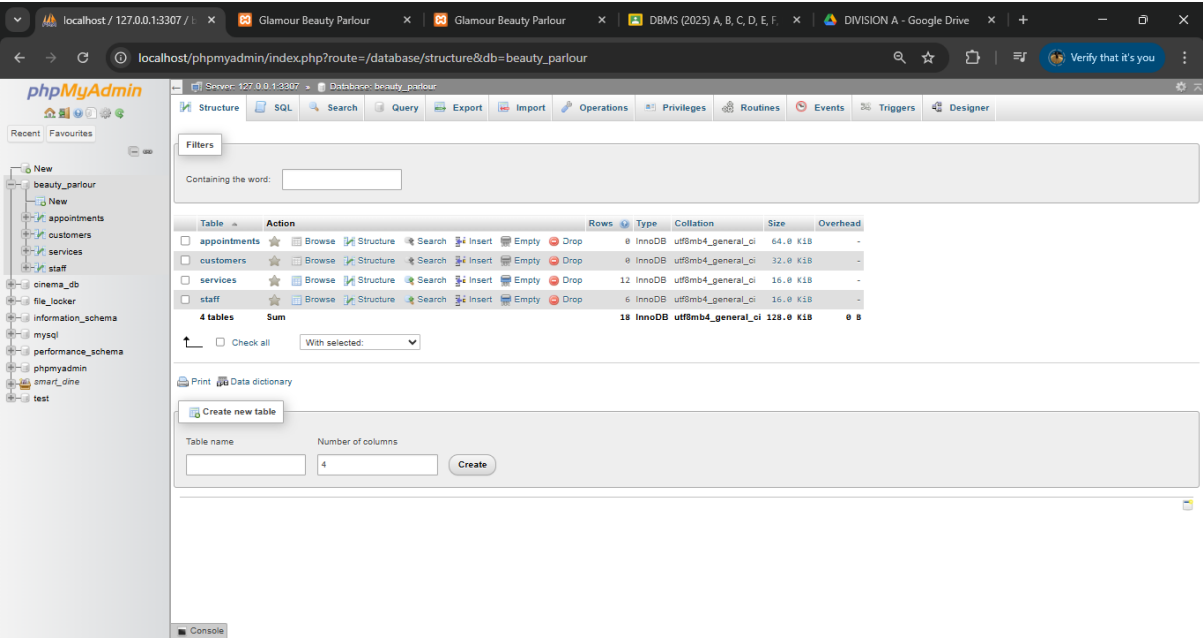 localhost / 127.0.0.1:3307 / b
Glamour Beauty Parlour
Glamour Beauty Parlour
DBMS (2025) A, B, C, D, E, F,
DIVISION A - Google Drive
localhost/phpmyadmin/index.php?route=/database/structure&db=beauty_parlour
Verify that it's you
phpMyAdmin
Recent Favourites
New
beauty_parlour
New
appointments
customers
services
staff
cinema_db
file_locker
information_schema
mysql
performance_schema
phpmyadmin
smart_dine
test
Server: 127.0.0.1:3307 » Database: beauty_parlour
Structure SQL Search Query Export Import Operations Privileges Routines Events Triggers Designer
Filters
Containing the word:
Table Action Rows Type Collation Size Overhead
appointments Browse Structure Search Insert Empty Drop 0 InnoDB utf8mb4_general_ci 64.0 KiB -
customers Browse Structure Search Insert Empty Drop 0 InnoDB utf8mb4_general_ci 32.0 KiB -
services Browse Structure Search Insert Empty Drop 12 InnoDB utf8mb4_general_ci 16.0 KiB -
staff Browse Structure Search Insert Empty Drop 6 InnoDB utf8mb4_general_ci 16.0 KiB -
4 tables Sum 18 InnoDB utf8mb4_general_ci 128.0 KiB 0 B
Check all With selected:
Print Data dictionary
Create new table
Table name Number of columns
4 Create
Console